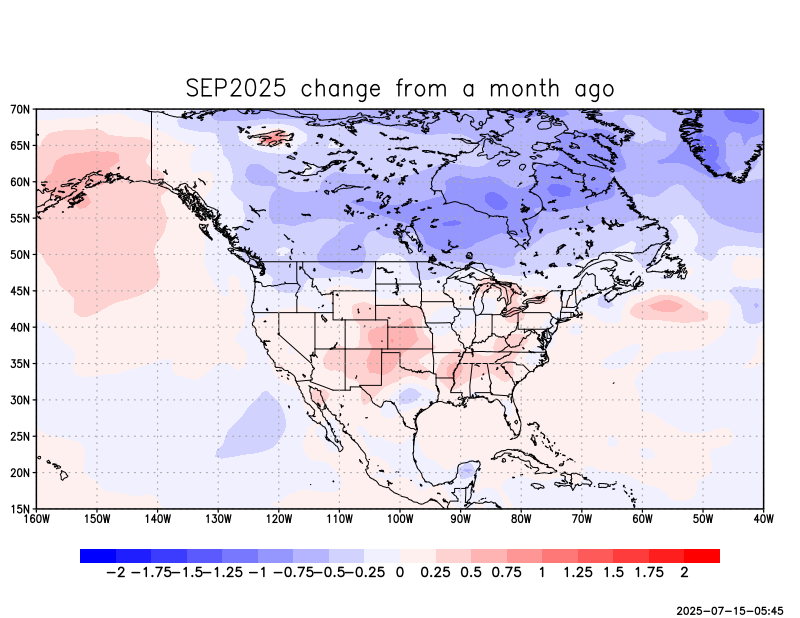 SEP2025 change from a month ago
70N
65N
60N
55N
50N
45N
40N
35N
30N
25N
20N
15N
160W 150W 140W 130W 120W 110W 100W 90W 80W 70W 60W 50W 40W
-2 -1.75 -1.5 -1.25 -1 -0.75 -0.5 -0.25 0 0.25 0.5 0.75 1 1.25 1.5 1.75 2
2025-07-15-05:45